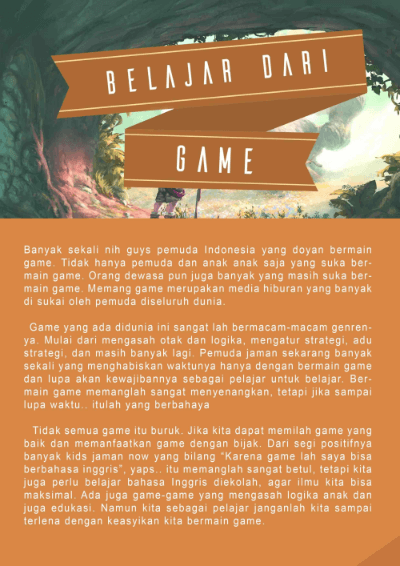 BELAJAR DARI
GAME
Banyak sekali nih guys pemuda Indonesia yang doyan bermain
game. Tidak hanya pemuda dan anak anak saja yang suka ber-
main game. Orang dewasa pun juga banyak yang masih suka ber-
main game. Memang game merupakan media hiburan yang banyak
di sukai oleh pemuda diseluruh dunia.
Game yang ada didunia ini sangat lah bermacam-macam genren-
ya. Mulai dari mengasah otak dan logika, mengatur strategi, adu
strategi, dan masih banyak lagi. Pemuda jaman sekarang banyak
sekali yang menghabiskan waktunya hanya dengan bermain game
dan lupa akan kewajibannya sebagai pelajar untuk belajar. Ber-
main game memanglah sangat menyenangkan, tetapi jika sampai
lupa waktu.. itulah yang berbahaya
Tidak semua game itu buruk. Jika kita dapat memilah game yang
baik dan memanfaatkan game dengan bijak. Dari segi positifnya
banyak kids jaman now yang bilang “Karena game lah saya bisa
berbahasa inggris”, yaps.. itu memanglah sangat betul, tetapi kita
juga perlu belajar bahasa Inggris diekolah, agar ilmu kita bisa
maksimal. Ada juga game-game yang mengasah logika anak dan
juga edukasi. Namun kita sebagai pelajar janganlah kita sampai
terlena dengan keasyikan kita bermain game.